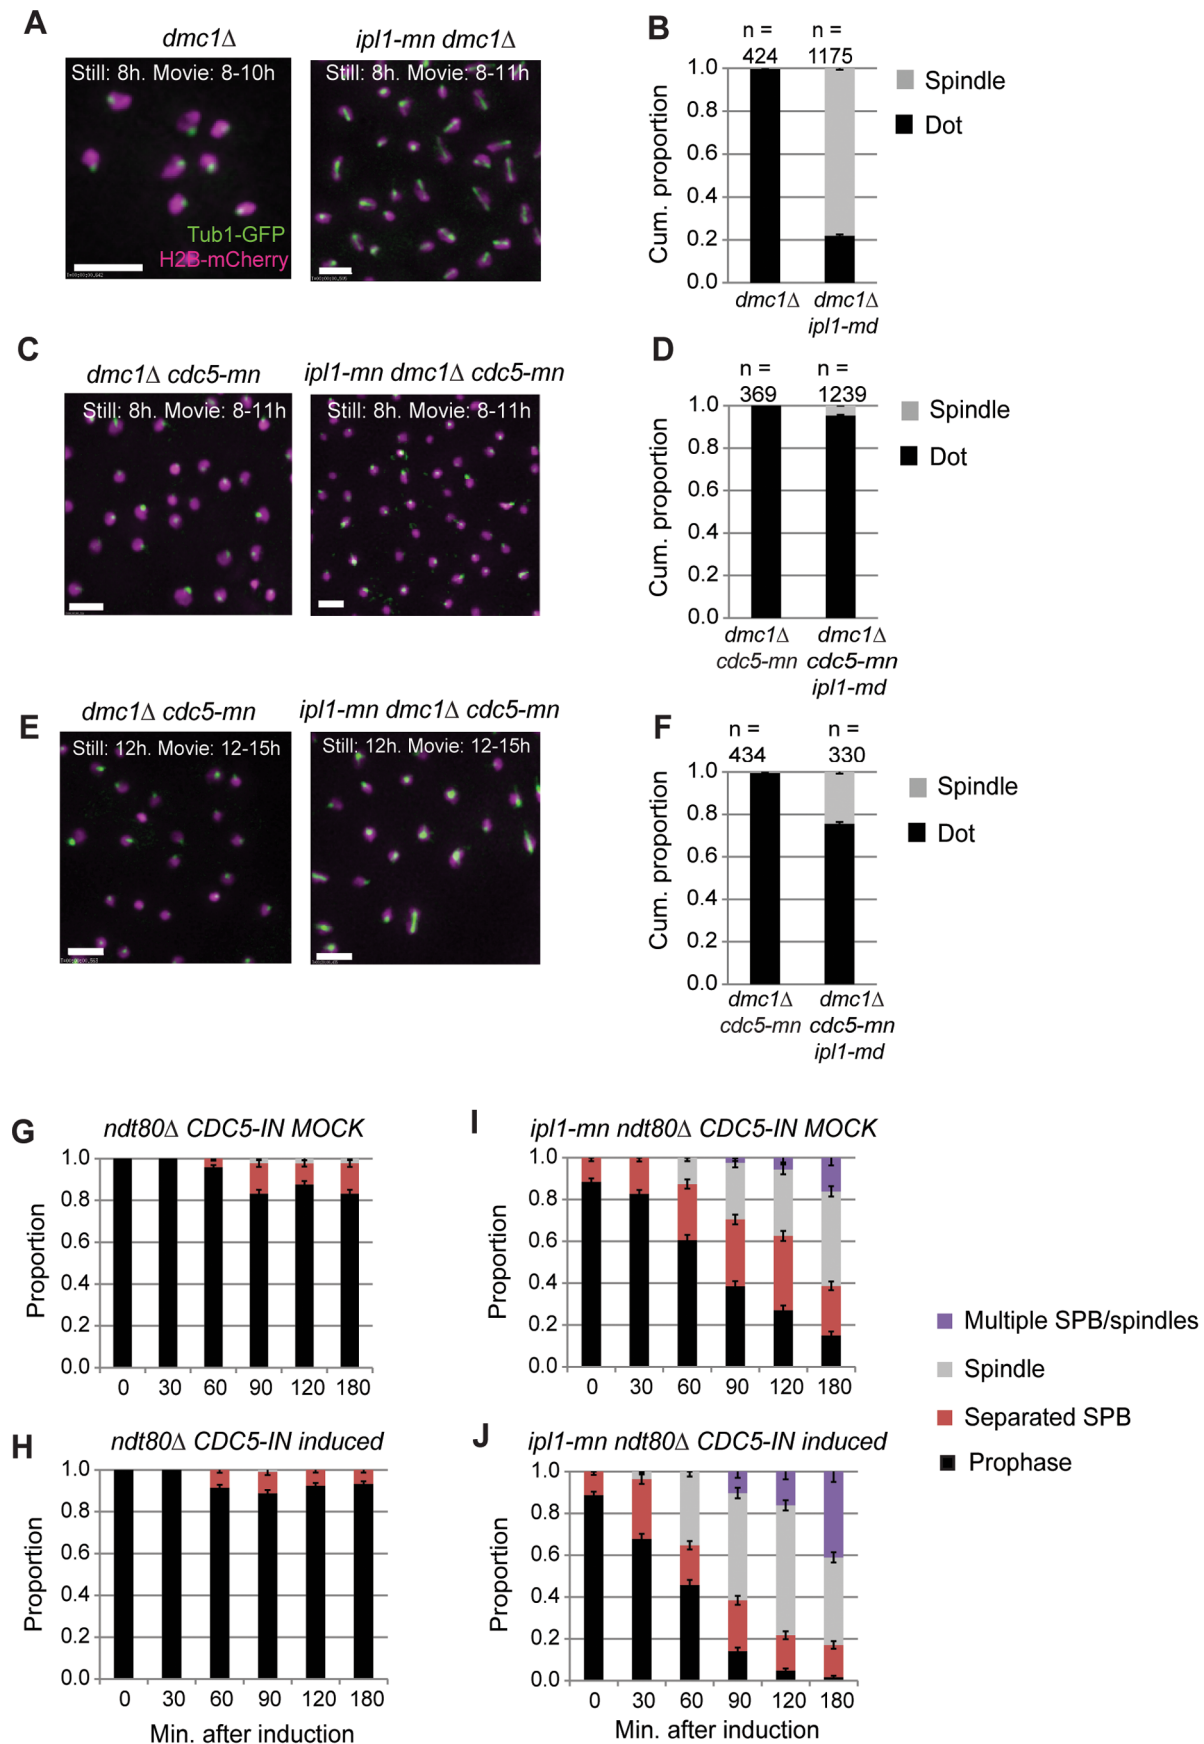 A
dmc1Δ
ipl1-mn dmc1Δ
Still: 8h. Movie: 8-10h
Still: 8h. Movie: 8-11h
Tub1-GFP
H2B-mCherry
B
n = n =
424 1175
Cum. proportion
1.0
0.8
0.6
0.4
0.2
0.0
dmc1Δ dmc1Δ
ipl1-md
Spindle
Dot
C
dmc1Δ cdc5-mn
ipl1-mn dmc1Δ cdc5-mn
Still: 8h. Movie: 8-11h
Still: 8h. Movie: 8-11h
D
n = n =
369 1239
Cum. proportion
1.0
0.8
0.6
0.4
0.2
0.0
dmc1Δ dmc1Δ
cdc5-mn cdc5-mn
ipl1-md
Spindle
Dot
E
dmc1Δ cdc5-mn
ipl1-mn dmc1Δ cdc5-mn
Still: 12h. Movie: 12-15h
Still: 12h. Movie: 12-15h
F
n = n =
434 330
Cum. proportion
1.0
0.8
0.6
0.4
0.2
0.0
dmc1Δ dmc1Δ
cdc5-mn cdc5-mn
ipl1-md
Spindle
Dot
G
ndt80Δ CDC5-IN MOCK
Proportion
1.0
0.8
0.6
0.4
0.2
0.0
0 30 60 90 120 180
I
ipl1-mn ndt80Δ CDC5-IN MOCK
Proportion
1.0
0.8
0.6
0.4
0.2
0.0
0 30 60 90 120 180
H
ndt80Δ CDC5-IN induced
Proportion
1.0
0.8
0.6
0.4
0.2
0.0
0 30 60 90 120 180
Min. after induction
J
ipl1-mn ndt80Δ CDC5-IN induced
Proportion
1.0
0.8
0.6
0.4
0.2
0.0
0 30 60 90 120 180
Min. after induction
Multiple SPB/spindles
Spindle
Separated SPB
Prophase